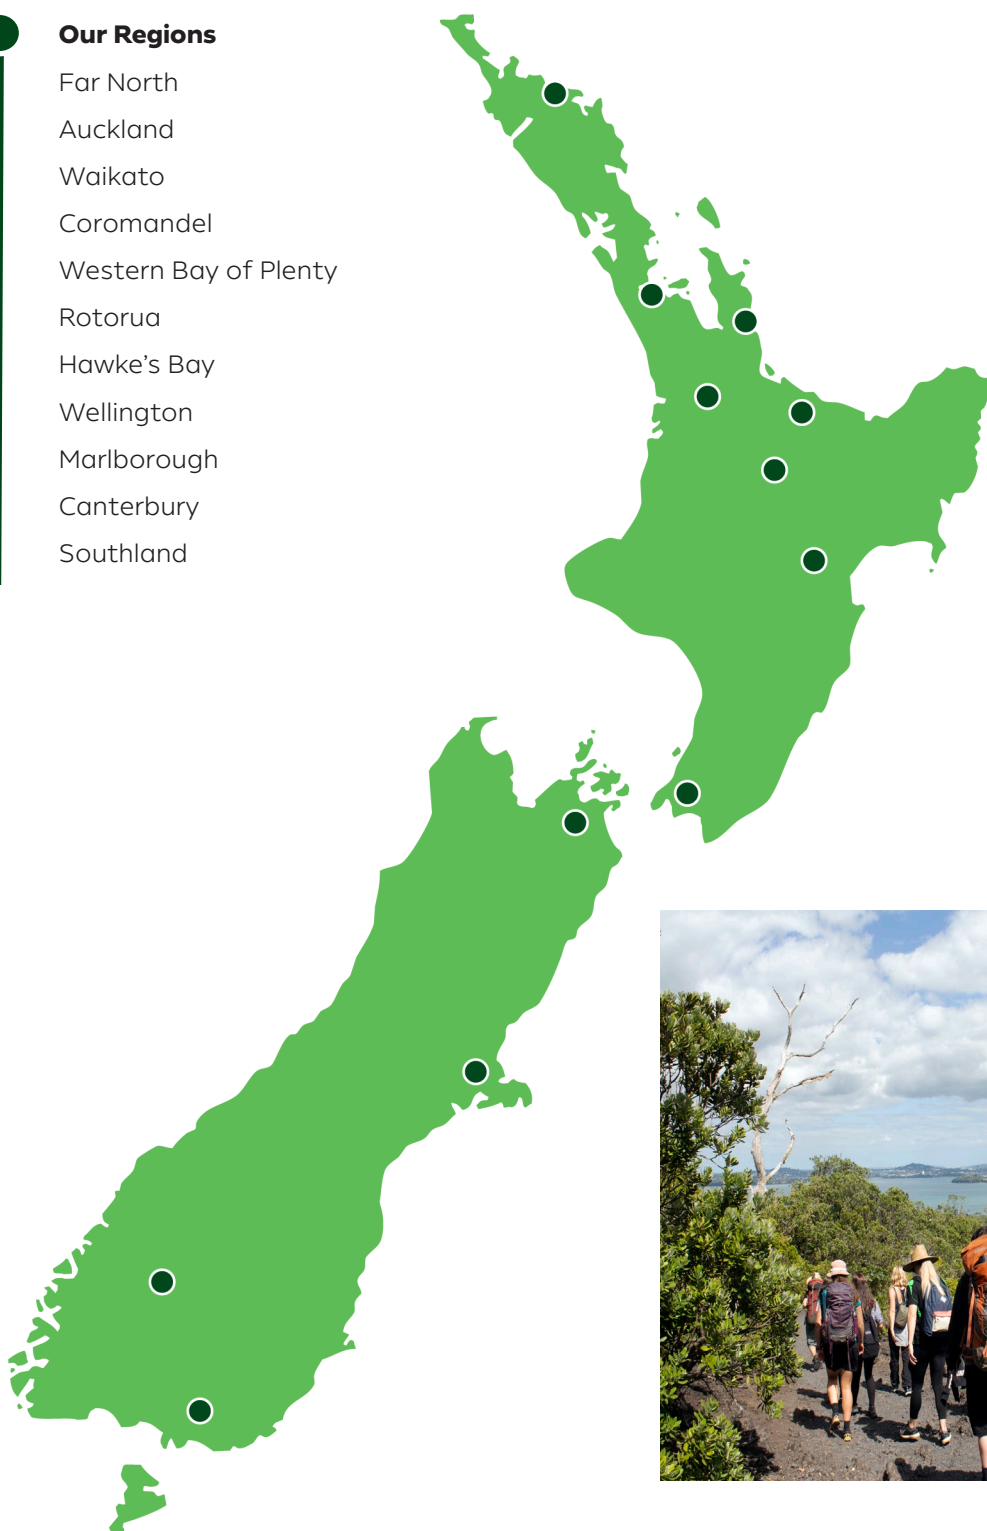 Our Regions
Far North
Auckland
Waikato
Coromandel
Western Bay of Plenty
Rotorua
Hawke’s Bay
Wellington
Marlborough
Canterbury
Southland